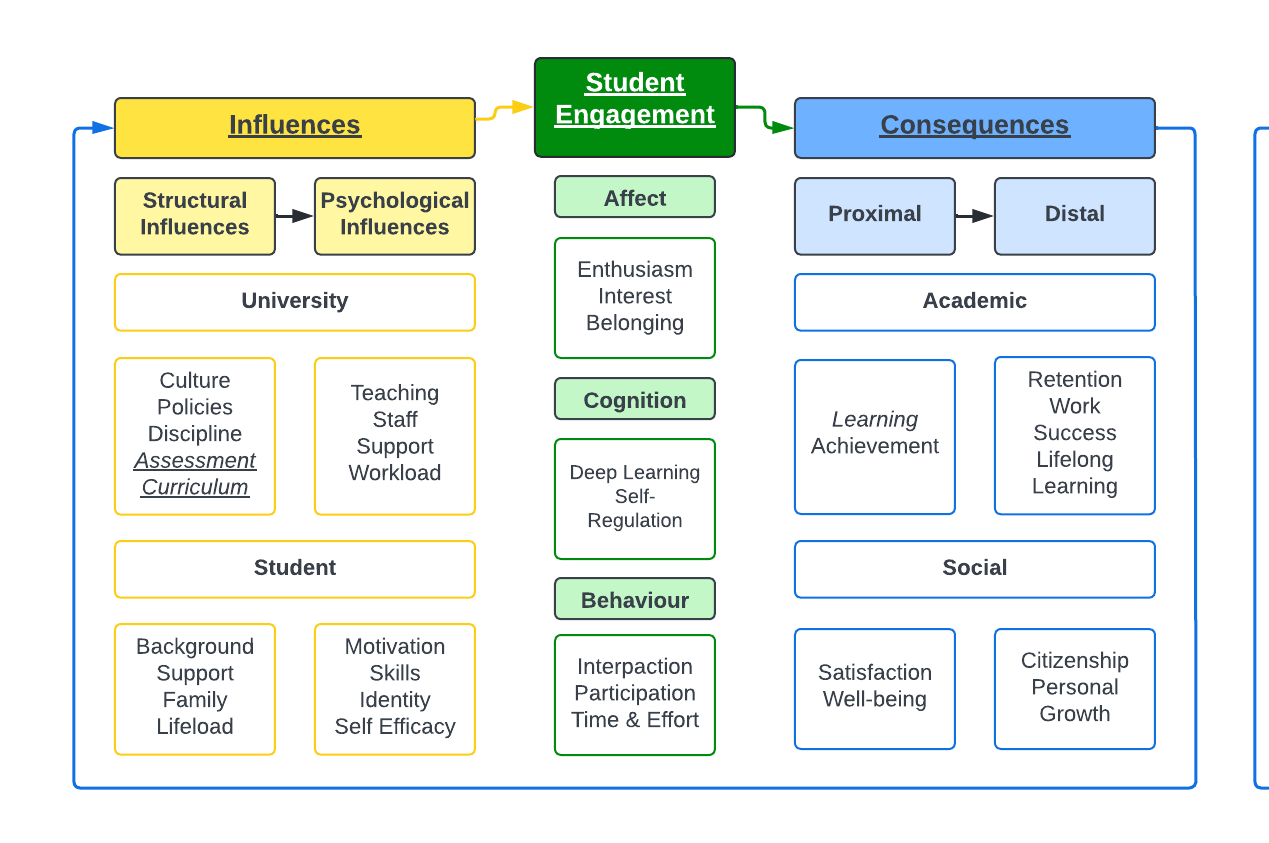 Student
Engagement
Influences
Consequences
Structural
Influences
Psychological
Influences
Affect
Proximal
Distal
University
Enthusiasm
Interest
Belonging
Academic
Culture
Policies
Discipline
Assessment
Curriculum
Teaching
Staff
Support
Workload
Cognition
Deep Learning
Self-
Regulation
Learning
Achievement
Retention
Work
Success
Lifelong
Learning
Student
Behaviour
Social
Background
Support
Family
Lifeload
Motivation
Skills
Identity
Self Efficacy
Interpaction
Participation
Time & Effort
Satisfaction
Well-being
Citizenship
Personal
Growth